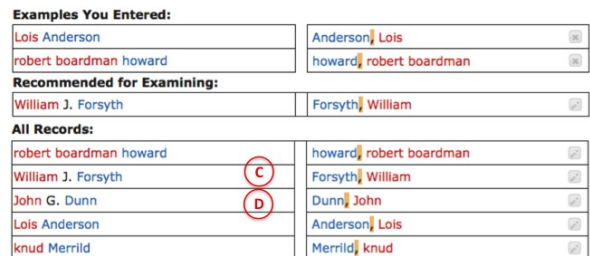 Examples You Entered:
Lois Anderson Anderson, Lois
robert boardman howard howard, robert boardman
Recommended for Examining:
William J. Forsyth Forsyth, William
All Records:
robert boardman howard howard, robert boardman
William J. Forsyth C Forsyth, William
John G. Dunn D Dunn, John
Lois Anderson Anderson, Lois
knud Merrild Merrild, knud